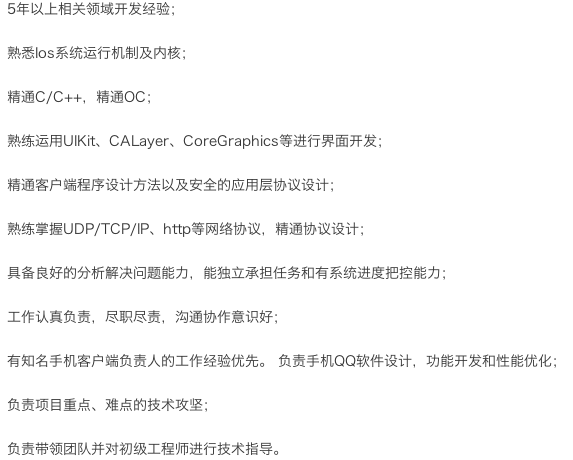 5年以上相关领域开发经验；
熟悉Ios系统运行机制及内核；
精通C/C++，精通OC；
熟练运用UIKit、CALayer、CoreGraphics等进行界面开发；
精通客户端程序设计方法以及安全的应用层协议设计；
熟练掌握UDP/TCP/IP、http等网络协议，精通协议设计；
具备良好的分析解决问题能力，能独立承担任务和有系统进度把控能力；
工作认真负责，尽职尽责，沟通协作意识好；
有知名手机客户端负责人的工作经验优先。 负责手机QQ软件设计，功能开发和性能优化；
负责项目重点、难点的技术攻坚；
负责带领团队并对初级工程师进行技术指导。